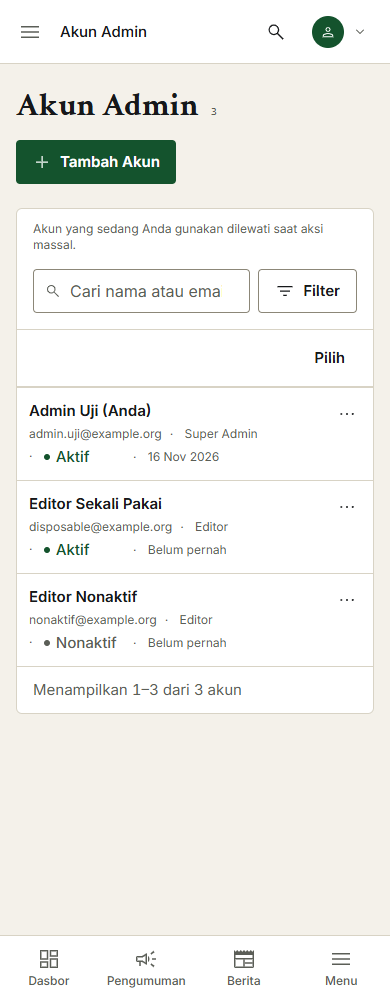 Akun Admin
Akun Admin 3
Tambah Akun
Akun yang sedang Anda gunakan dilewati saat aksi
massal.
Cari nama atau ema
Filter
Pilih
Admin Uji (Anda)
admin.uji@example.org · Super Admin
· Aktif · 16 Nov 2026
Editor Sekali Pakai
disposable@example.org · Editor
· Aktif · Belum pernah
Editor Nonaktif
nonaktif@example.org · Editor
· Nonaktif · Belum pernah
Menampilkan 1–3 dari 3 akun
Dasbor
Pengumuman
Berita
Menu